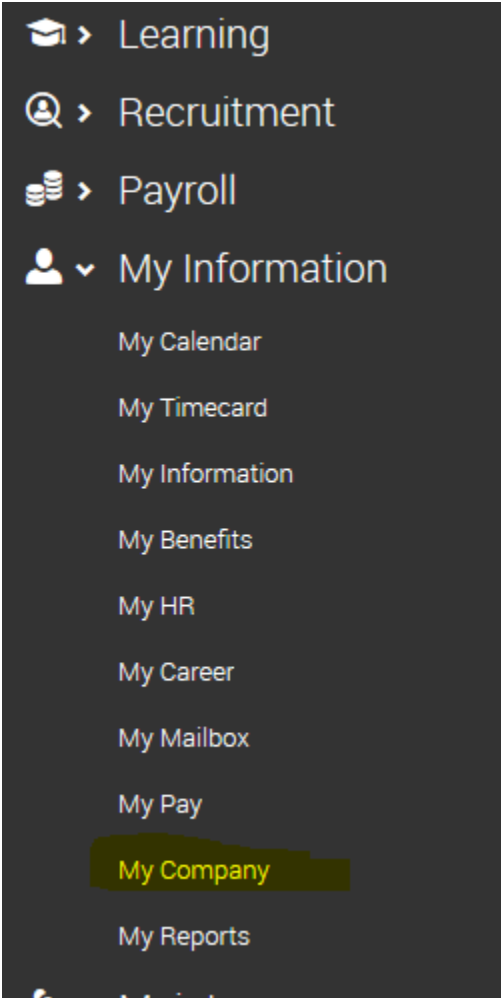 Learning
Recruitment
Payroll
My Information
My Calendar
My Timecard
My Information
My Benefits
My HR
My Career
My Mailbox
My Pay
My Company
My Reports